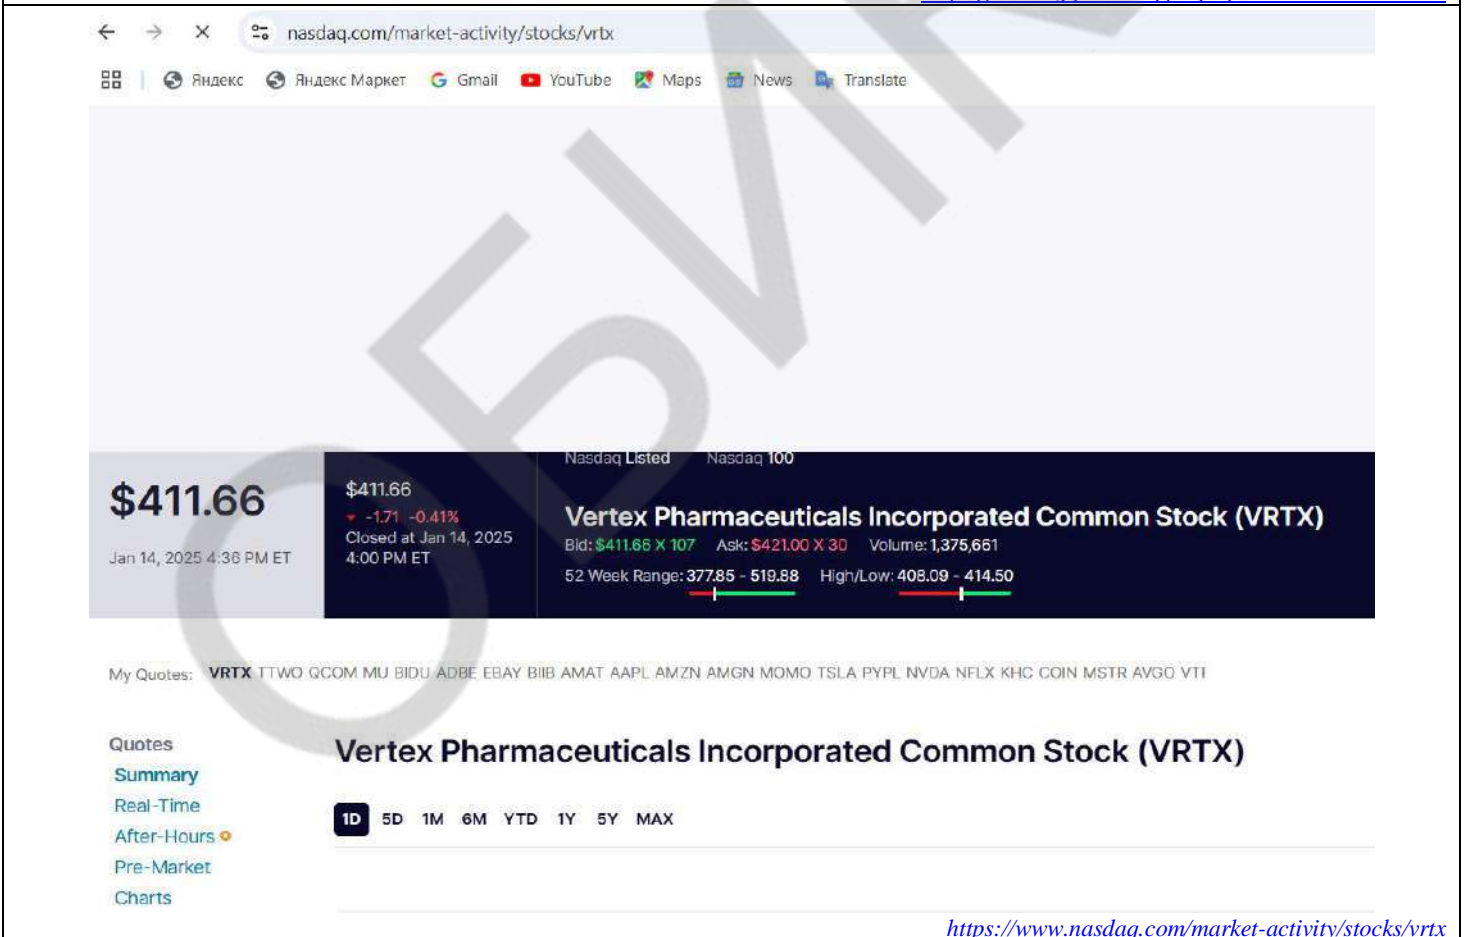 nasdaq.com/market-activity/stocks/vrtx
Яндекс Яндекс Маркет Gmail YouTube Maps News Translate
Nasdaq Listed Nasdaq 100
$411.66
Jan 14, 2025 4:36 PM ET
$411.66
-1.71 -0.41%
Closed at Jan 14, 2025
4:00 PM ET
Vertex Pharmaceuticals Incorporated Common Stock (VRTX)
Bid: $411.66 X 107 Ask: $421.00 X 30 Volume: 1,375,661
52 Week Range: 377.85 - 519.88 High/Low: 408.09 - 414.50
My Quotes: VRTX TTWO QCOM MU BIDU ADBE EBAY BIIB AMAT AAPL AMZN AMGN MOMO TSLA PYPL NVDA NFLX KHC COIN MSTR AVGO
Quotes
Summary
Real-Time
After-Hours
Pre-Market
Charts
Vertex Pharmaceuticals Incorporated Common Stock (VRTX)
1D 5D 1M 6M YTD 1Y 5Y MAX
https://www.nasdaq.com/market-activity/stocks/vrtx